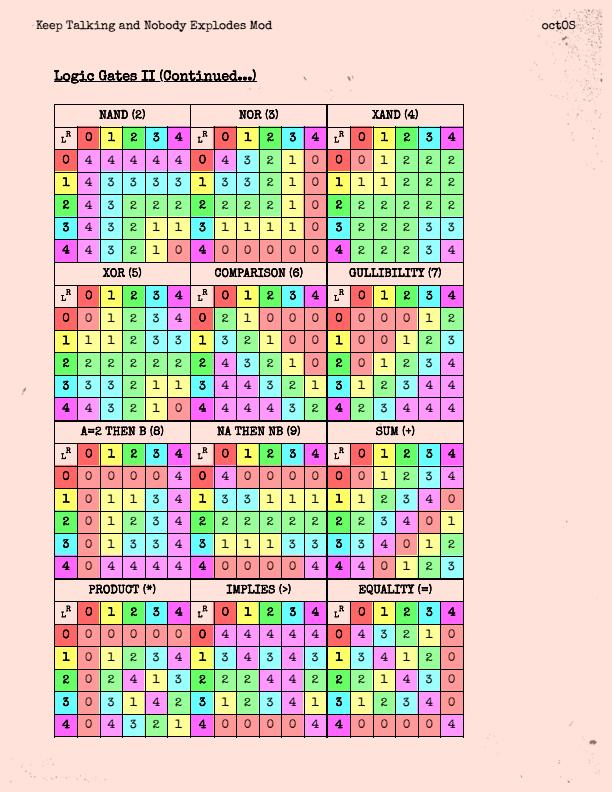 Keep Talking and Nobody Explodes Mod octOS
Logic Gates II (Continued...)
NAND (2) NOR (3) XAND (4)
L R 0 1 2 3 4 L R 0 1 2 3 4 L R 0 1 2 3 4
0 4 4 4 4 4 0 4 3 2 1 0 0 0 1 2 2 2
1 4 3 3 3 3 1 3 3 2 1 0 1 1 1 2 2 2
2 4 3 2 2 2 2 2 2 2 1 0 2 2 2 2 2 2
3 4 3 2 1 1 3 1 1 1 1 0 3 2 2 2 3 3
4 4 3 2 1 0 4 0 0 0 0 0 4 2 2 2 3 4
XOR (5) COMPARISON (6) GULLIBILITY (7)
L R 0 1 2 3 4 L R 0 1 2 3 4 L R 0 1 2 3 4
0 0 1 2 3 4 0 2 1 0 0 0 0 0 0 0 1 2
1 1 1 2 3 3 1 3 2 1 0 0 1 0 0 1 2 3
2 2 2 2 2 2 2 4 3 2 1 0 2 0 1 2 3 4
3 3 3 2 1 1 3 4 4 3 2 1 3 1 2 3 4 4
4 4 3 2 1 0 4 4 4 4 3 2 4 2 3 4 4 4
A=2 THEN B (8) NA THEN NB (9) SUM (+)
L R 0 1 2 3 4 L R 0 1 2 3 4 L R 0 1 2 3 4
0 0 0 0 0 4 0 4 0 0 0 0 0 0 1 2 3 4
1 0 1 1 3 4 1 3 3 1 1 1 1 1 2 3 4 0
2 0 1 2 3 4 2 2 2 2 2 2 2 2 3 4 0 1
3 0 1 3 3 4 3 1 1 1 3 3 3 3 4 0 1 2
4 0 4 4 4 4 4 0 0 0 0 4 4 4 0 1 2 3
PRODUCT (*) IMPLIES (>) EQUALITY (=)
L R 0 1 2 3 4 L R 0 1 2 3 4 L R 0 1 2 3 4
0 0 0 0 0 0 0 4 4 4 4 4 0 4 3 2 1 0
1 0 1 2 3 4 1 3 4 3 4 3 1 3 4 1 2 0
2 0 2 4 1 3 2 2 2 4 4 2 2 2 1 4 3 0
3 0 3 1 4 2 3 1 2 3 4 1 3 1 2 3 4 0
4 0 4 3 2 1 4 0 0 0 0 4 4 0 0 0 0 4